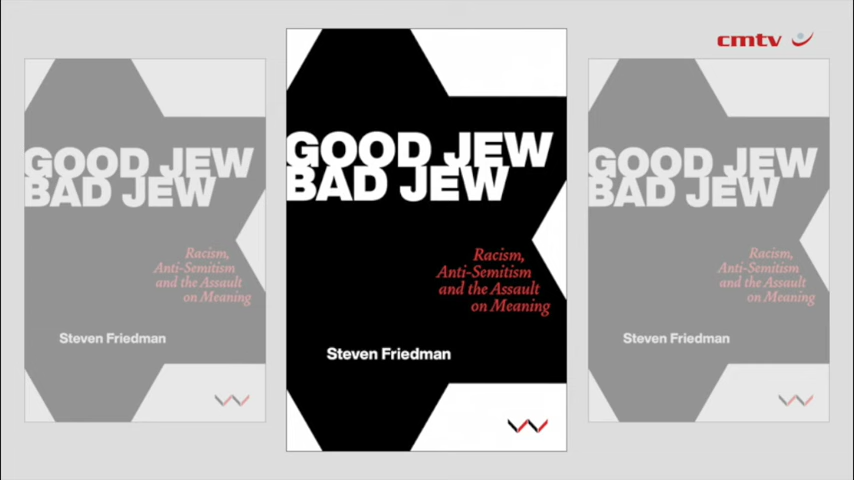 cmtv
GOOD JEW
BAD JEW
Racism,
Anti-Semitism
and the Assault
on Meaning
Steven Friedman
GOOD JEW
BAD JEW
Racism,
Anti-Semitism
and the Assault
on Meaning
Steven Friedman
GOOD JEW
BAD JEW
Racism,
Anti-Semitism
and the Assault
on Meaning
Steven Friedman